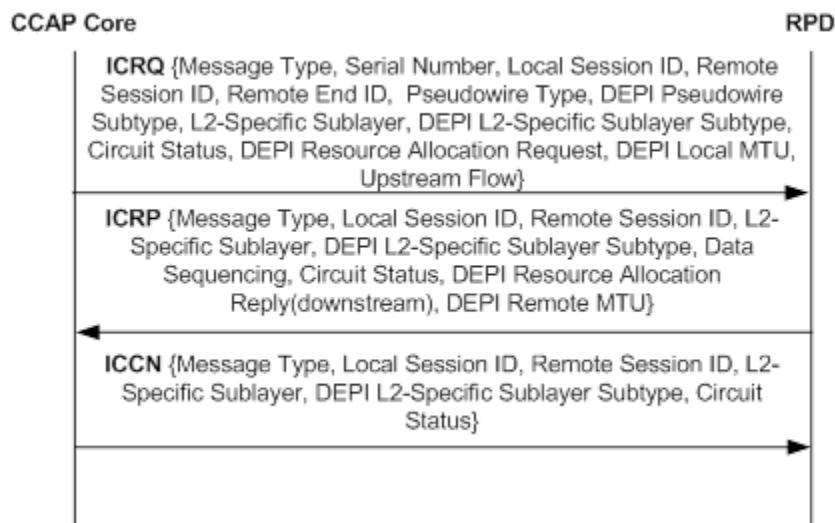 CCAP Core RPD
ICRQ {Message Type, Serial Number, Local Session ID, Remote
Session ID, Remote End ID, Pseudowire Type, DEPI Pseudowire
Subtype, L2-Specific Sublayer, DEPI L2-Specific Sublayer Subtype,
Circuit Status, DEPI Resource Allocation Request, DEPI Local MTU,
Upstream Flow}
ICRP {Message Type, Local Session ID, Remote Session ID, L2-
Specific Sublayer, DEPI L2-Specific Sublayer Subtype, Data
Sequencing, Circuit Status, DEPI Resource Allocation
Reply(downstream), DEPI Remote MTU}
ICCN {Message Type, Local Session ID, Remote Session ID, L2-
Specific Sublayer, DEPI L2-Specific Sublayer Subtype, Circuit
Status}